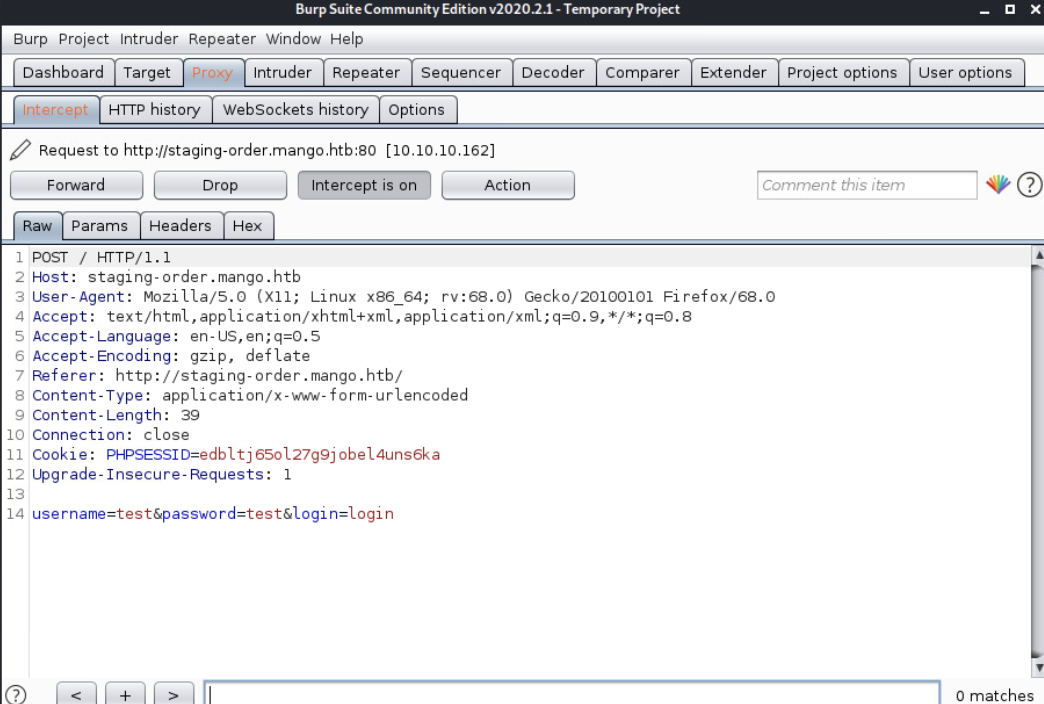 Burp Suite Community Edition v2020.2.1 - Temporary Project
Burp Project Intruder Repeater Window Help
Dashboard Target Proxy Intruder Repeater Sequencer Decoder Comparer Extender Project options User options
Intercept HTTP history WebSockets history Options
Request to http://staging-order.mango.htb:80 [10.10.10.162]
Forward Drop Intercept is on Action Comment this item ?
Raw Params Headers Hex
1 POST / HTTP/1.1
2 Host: staging-order.mango.htb
3 User-Agent: Mozilla/5.0 (X11; Linux x86_64; rv:68.0) Gecko/20100101 Firefox/68.0
4 Accept: text/html,application/xhtml+xml,application/xml;q=0.9,*/*;q=0.8
5 Accept-Language: en-US,en;q=0.5
6 Accept-Encoding: gzip, deflate
7 Referer: http://staging-order.mango.htb/
8 Content-Type: application/x-www-form-urlencoded
9 Content-Length: 39
10 Connection: close
11 Cookie: PHPSESSID=edbltj65ol27g9jobel4uns6ka
12 Upgrade-Insecure-Requests: 1
13
14 username=test&password=test&login=login
? < + > 0 matches